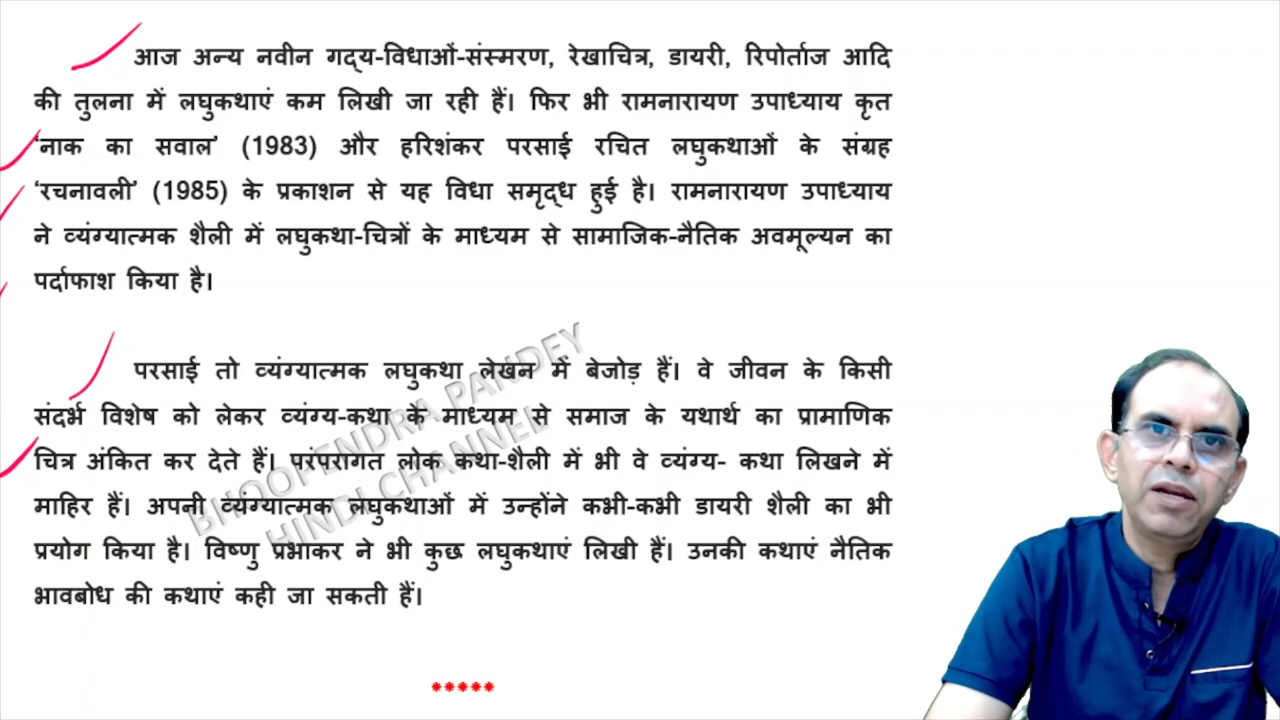 आज अन्य नवीन गद्य-विधाओं-संस्मरण, रेखाचित्र, डायरी, रिपोर्ताज आदि
की तुलना में लघुकथाएं कम लिखी जा रही हैं। फिर भी रामनारायण उपाध्याय कृत
‘नाक का सवाल’ (1983) और हरिशंकर परसाई रचित लघुकथाओं के संग्रह
‘रचनावली’ (1985) के प्रकाशन से यह विधा समृद्ध हुई है। रामनारायण उपाध्याय
ने व्यंग्यात्मक शैली में लघुकथा-चित्रों के माध्यम से सामाजिक-नैतिक अवमूल्यन का
पर्दाफाश किया है।
परसाई तो व्यंग्यात्मक लघुकथा लेखन में बेजोड़ हैं। वे जीवन के किसी
संदर्भ विशेष को लेकर व्यंग्य-कथा के माध्यम से समाज के यथार्थ का प्रामाणिक
चित्र अंकित कर देते हैं। परंपरागत लोक कथा-शैली में भी वे व्यंग्य- कथा लिखने में
माहिर हैं। अपनी व्यंग्यात्मक लघुकथाओं में उन्होंने कभी-कभी डायरी शैली का भी
प्रयोग किया है। विष्णु प्रभाकर ने भी कुछ लघुकथाएं लिखी हैं। उनकी कथाएं नैतिक
भावबोध की कथाएं कही जा सकती हैं।
BHOOPENDRA PANDEY
HINDI CHANNEL